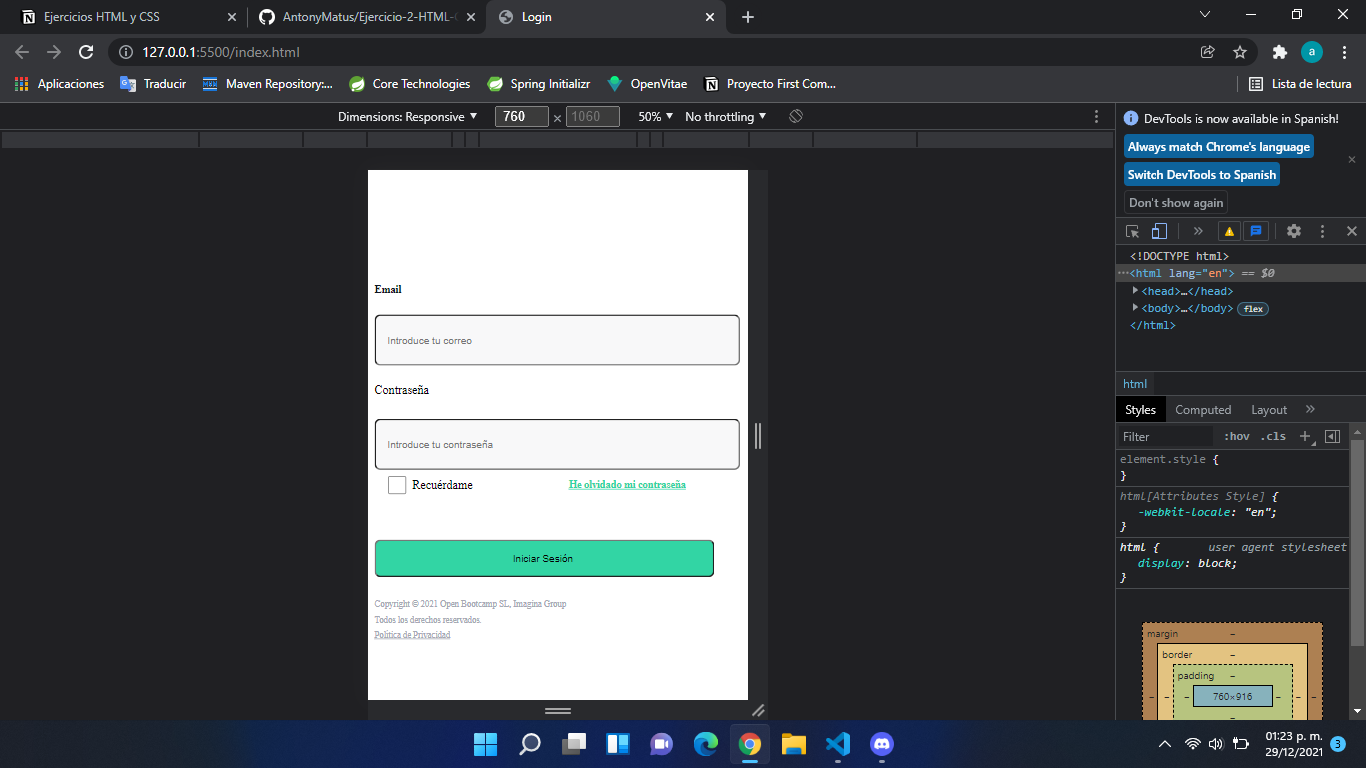 Ejercicios HTML y CSS
AntonyMatus/Ejercicio-2-HTML-C
Login
127.0.0.1:5500/index.html
a
Aplicaciones
Traducir
Maven Repository:...
Core Technologies
Spring Initializr
OpenVitae
Proyecto First Com...
Lista de lectura
Dimensions: Responsive
760
×
1060
50%
No throttling
DevTools is now available in Spanish!
Always match Chrome's language
Switch DevTools to Spanish
Don't show again
<!DOCTYPE html>
···<html lang="en"> == $0
<head>…</head>
<body>…</body> flex
</html>
html
Styles
Computed
Layout
Filter
:hov
.cls
element.style {
}
html[Attributes Style] {
-webkit-locale: "en";
}
html { user agent stylesheet
display: block;
}
margin –
border –
padding –
– – – 760×916 – – –
–
Email
Introduce tu correo
Contraseña
Introduce tu contraseña
Recuérdame
He olvidado mi contraseña
Iniciar Sesión
Copyright © 2021 Open Bootcamp SL, Imagina Group
Todos los derechos reservados.
Política de Privacidad
01:23 p. m.
29/12/2021
3